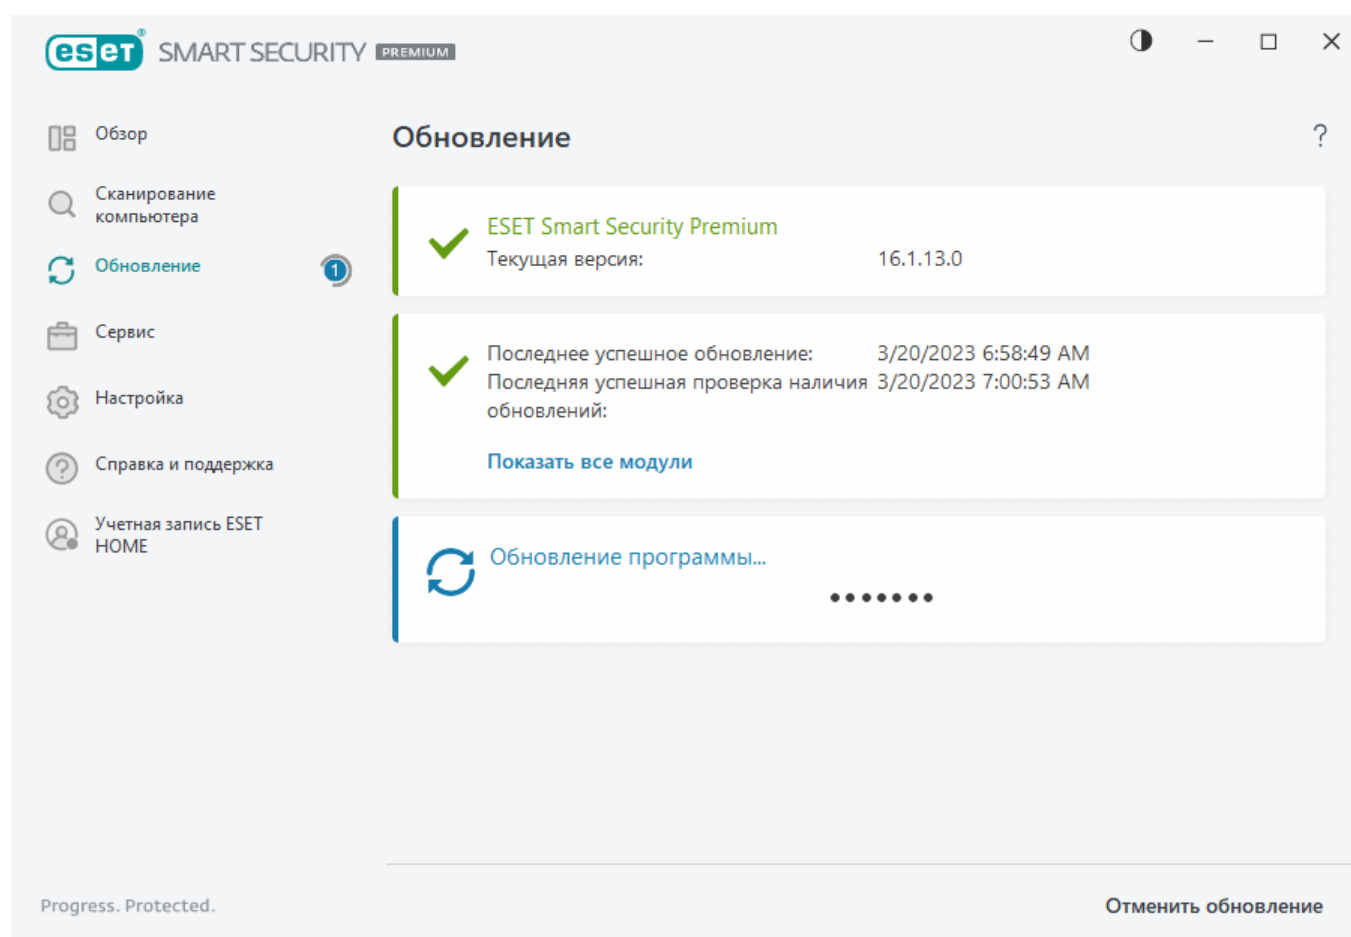 eset® SMART SECURITY PREMIUM
Обзор
Сканирование
компьютера
Обновление 1
Сервис
Настройка
Справка и поддержка
Учетная запись ESET
HOME
Обновление ?
ESET Smart Security Premium
Текущая версия: 16.1.13.0
Последнее успешное обновление: 3/20/2023 6:58:49 AM
Последняя успешная проверка наличия 3/20/2023 7:00:53 AM
обновлений:
Показать все модули
Обновление программы...
Progress. Protected.
Отменить обновление